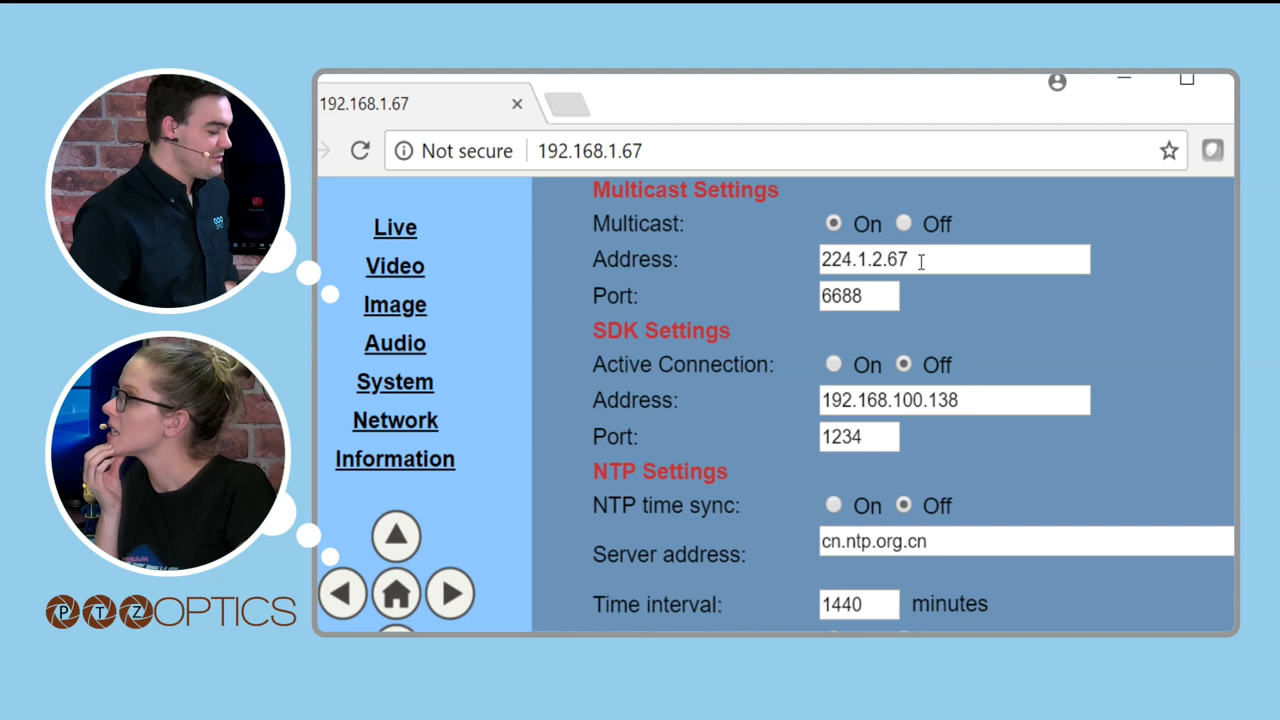 192.168.1.67
Not secure 192.168.1.67
Live
Video
Image
Audio
System
Network
Information
Multicast Settings
Multicast: On Off
Address: 224.1.2.67
Port: 6688
SDK Settings
Active Connection: On Off
Address: 192.168.100.138
Port: 1234
NTP Settings
NTP time sync: On Off
Server address: cn.ntp.org.cn
Time interval: 1440 minutes
PTZOPTICS